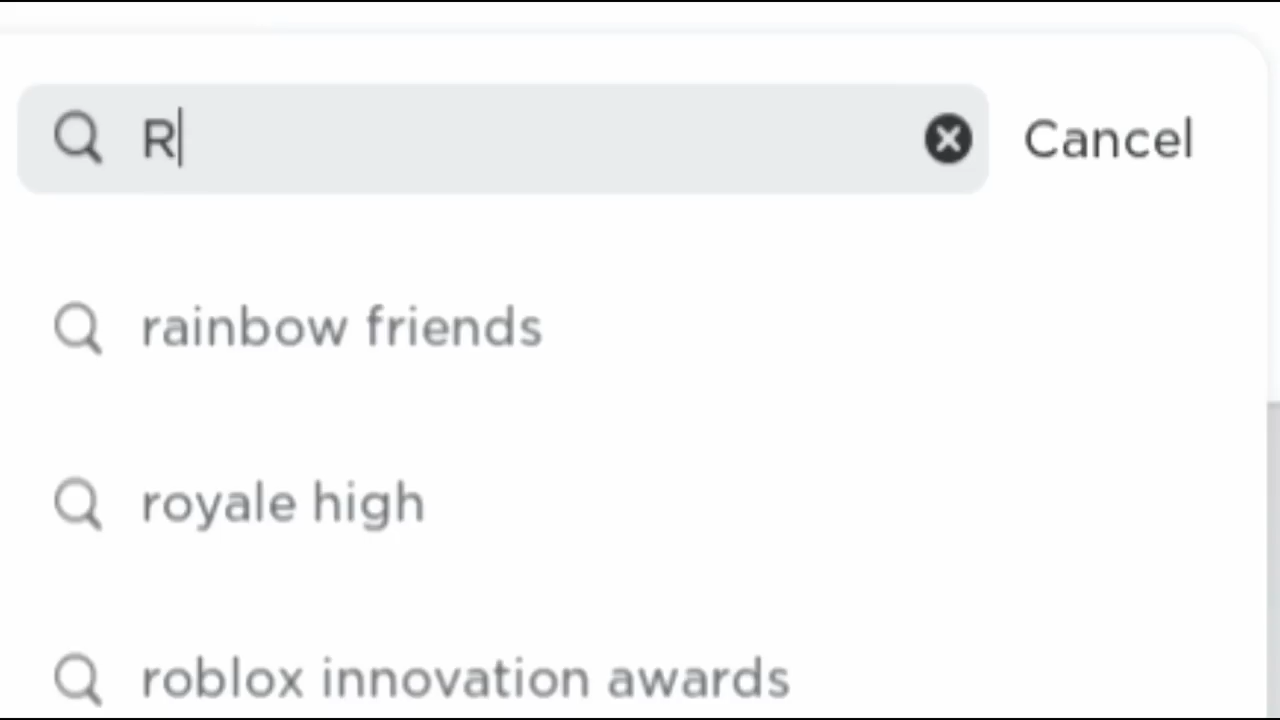 R
Cancel
rainbow friends
royale high
roblox innovation awards